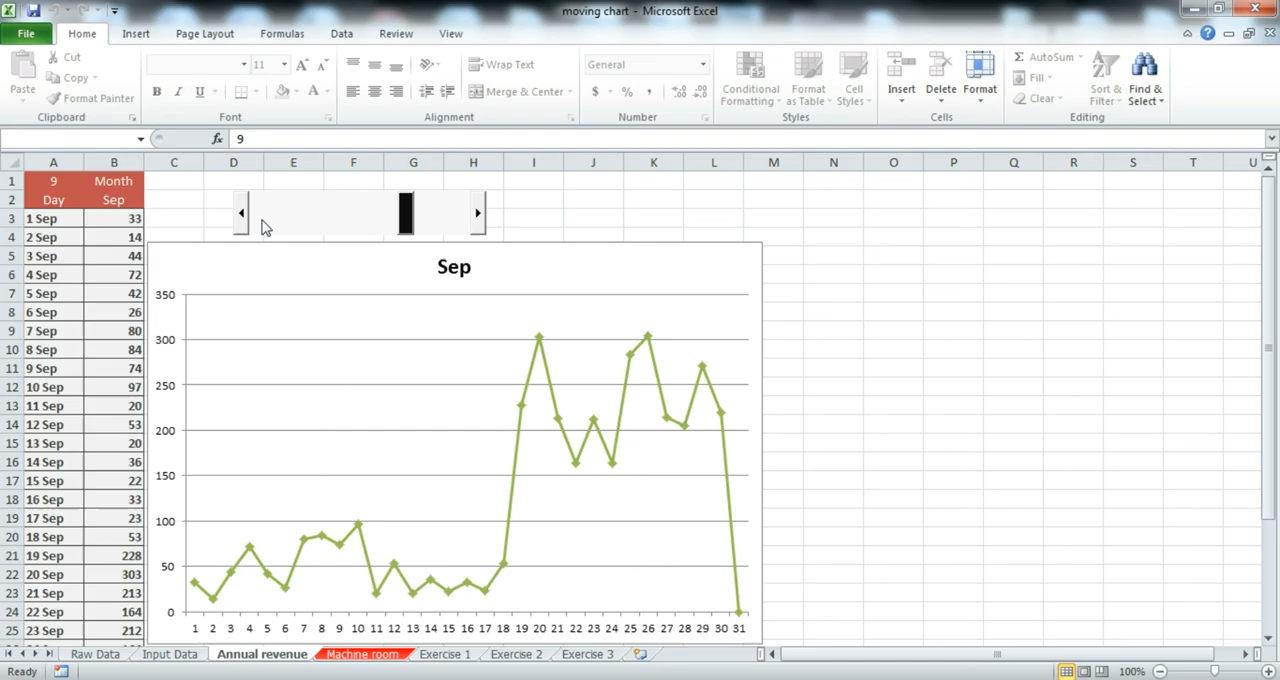 moving chart - Microsoft Excel
File Home Insert Page Layout Formulas Data Review View
Paste Cut Copy Format Painter
11
B I U A
Wrap Text
Merge & Center
General
$ % ,
Conditional Formatting Format as Table Cell Styles
Insert Delete Format
Σ AutoSum Fill Clear
Sort & Filter Find & Select
Clipboard Font Alignment Number Styles Cells Editing
fx 9
A B C D E F G H I J K L M N O P Q R S T U
1 9 Month
2 Day Sep
3 1 Sep 33
4 2 Sep 14
5 3 Sep 44
6 4 Sep 72
7 5 Sep 42
8 6 Sep 26
9 7 Sep 80
10 8 Sep 84
11 9 Sep 74
12 10 Sep 97
13 11 Sep 20
14 12 Sep 53
15 13 Sep 20
16 14 Sep 36
17 15 Sep 22
18 16 Sep 33
19 17 Sep 23
20 18 Sep 53
21 19 Sep 228
22 20 Sep 303
23 21 Sep 213
24 22 Sep 164
25 23 Sep 212
Sep
350
300
250
200
150
100
50
0
1 2 3 4 5 6 7 8 9 10 11 12 13 14 15 16 17 18 19 20 21 22 23 24 25 26 27 28 29 30 31
Raw Data Input Data Annual revenue Machine room Exercise 1 Exercise 2 Exercise 3
Ready 100%